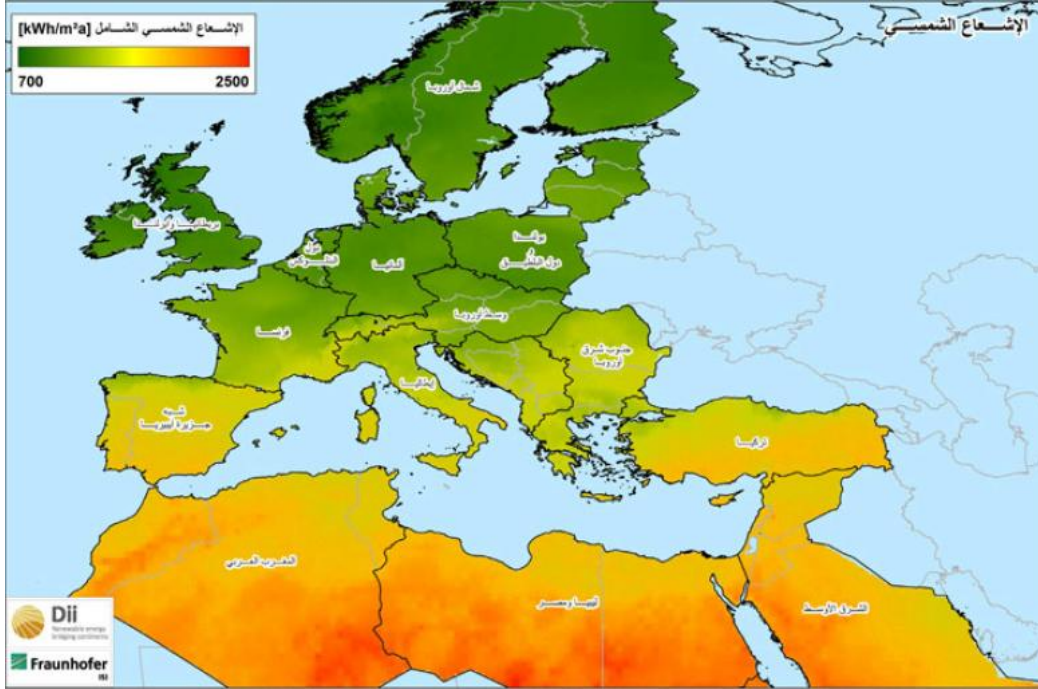 الإشعاع الشمسي
الإشعاع الشمسي الشامل [kWh/m²a]
700
2500
شمال أوروبا
بريطانيا وايرلندا
دول
البنلوكس
ألمانيا
بولندا
و
دول البلطيق
وسط أوروبا
فرنسا
جنوب شرق
أوروبا
إيطاليا
شبه
جزيرة أيبيريا
تركيا
المغرب العربي
ليبيا ومصر
الشرق الأوسط
Dii
Renewable energy
bridging continents
Fraunhofer
ISI